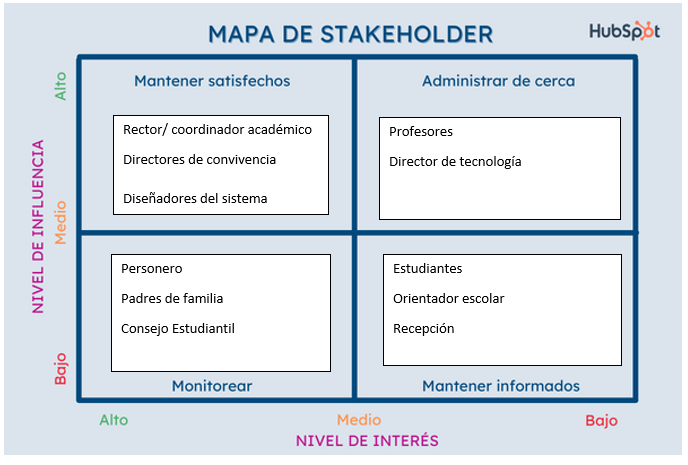 MAPA DE STAKEHOLDER
HubSpot
Alto
Medio
Bajo
NIVEL DE INFLUENCIA
Mantener satisfechos
Rector/ coordinador académico
Directores de convivencia
Diseñadores del sistema
Administrar de cerca
Profesores
Director de tecnología
Personero
Padres de familia
Consejo Estudiantil
Monitorear
Estudiantes
Orientador escolar
Recepción
Mantener informados
Alto
Medio
Bajo
NIVEL DE INTERÉS